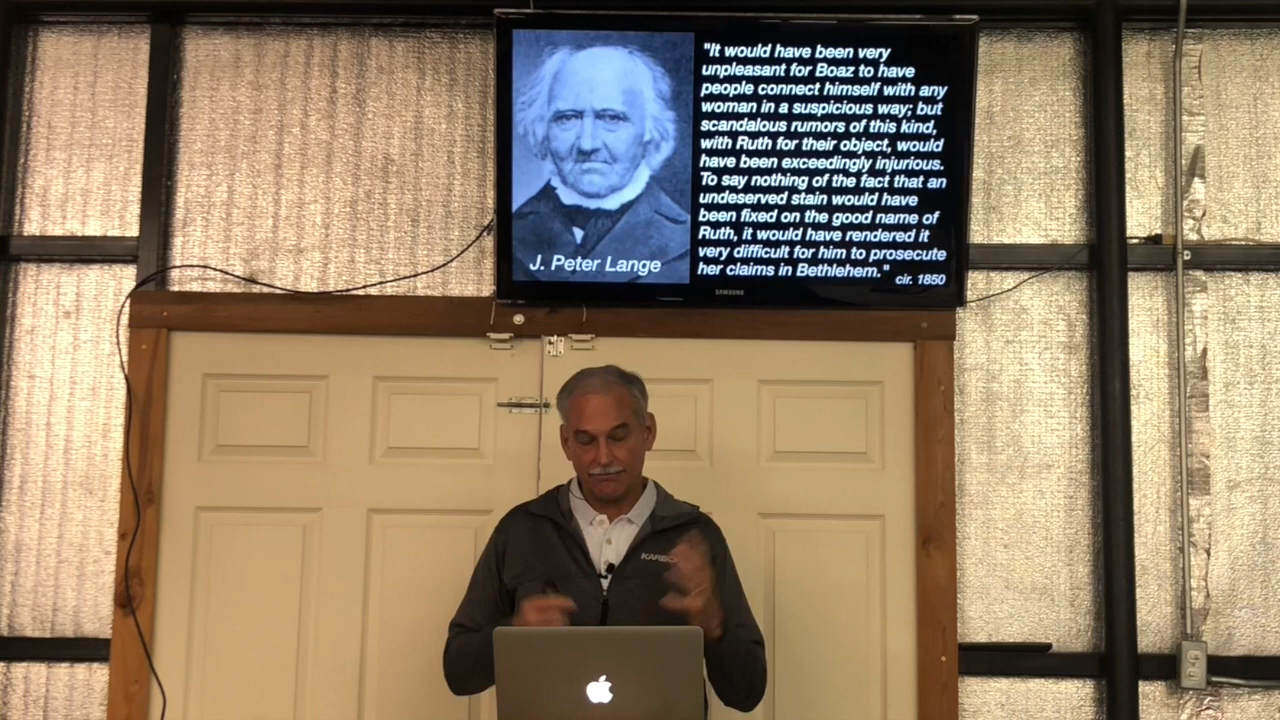 "It would have been very
unpleasant for Boaz to have
people connect himself with any
woman in a suspicious way; but
scandalous rumors of this kind,
with Ruth for their object, would
have been exceedingly injurious.
To say nothing of the fact that an
undeserved stain would have
been fixed on the good name of
Ruth, it would have rendered it
very difficult for him to prosecute
her claims in Bethlehem."
cir. 1850
J. Peter Lange
SAMSUNG